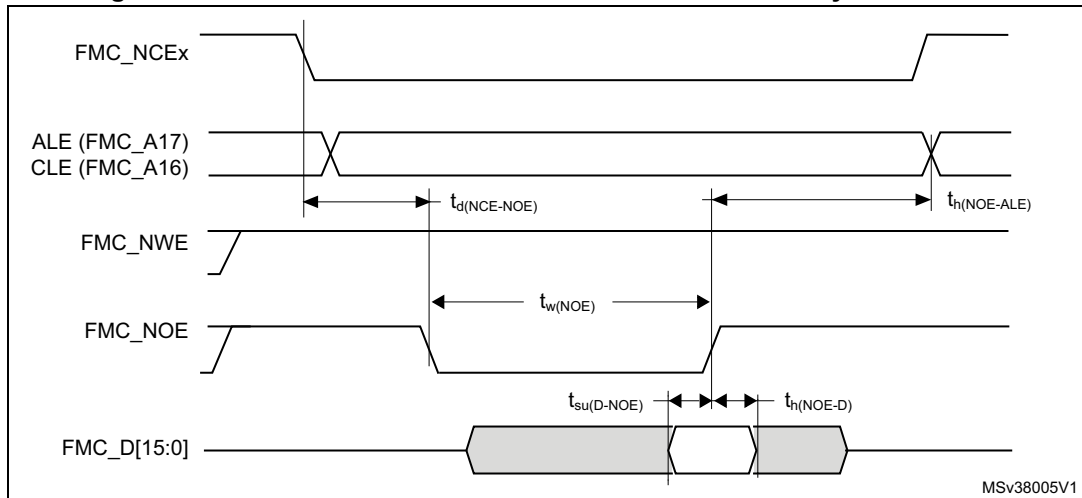 FMC_NCEx
ALE (FMC_A17)
CLE (FMC_A16)
td(NCE-NOE)
th(NOE-ALE)
FMC_NWE
tw(NOE)
FMC_NOE
tsu(D-NOE)
th(NOE-D)
FMC_D[15:0]
MSv38005V1